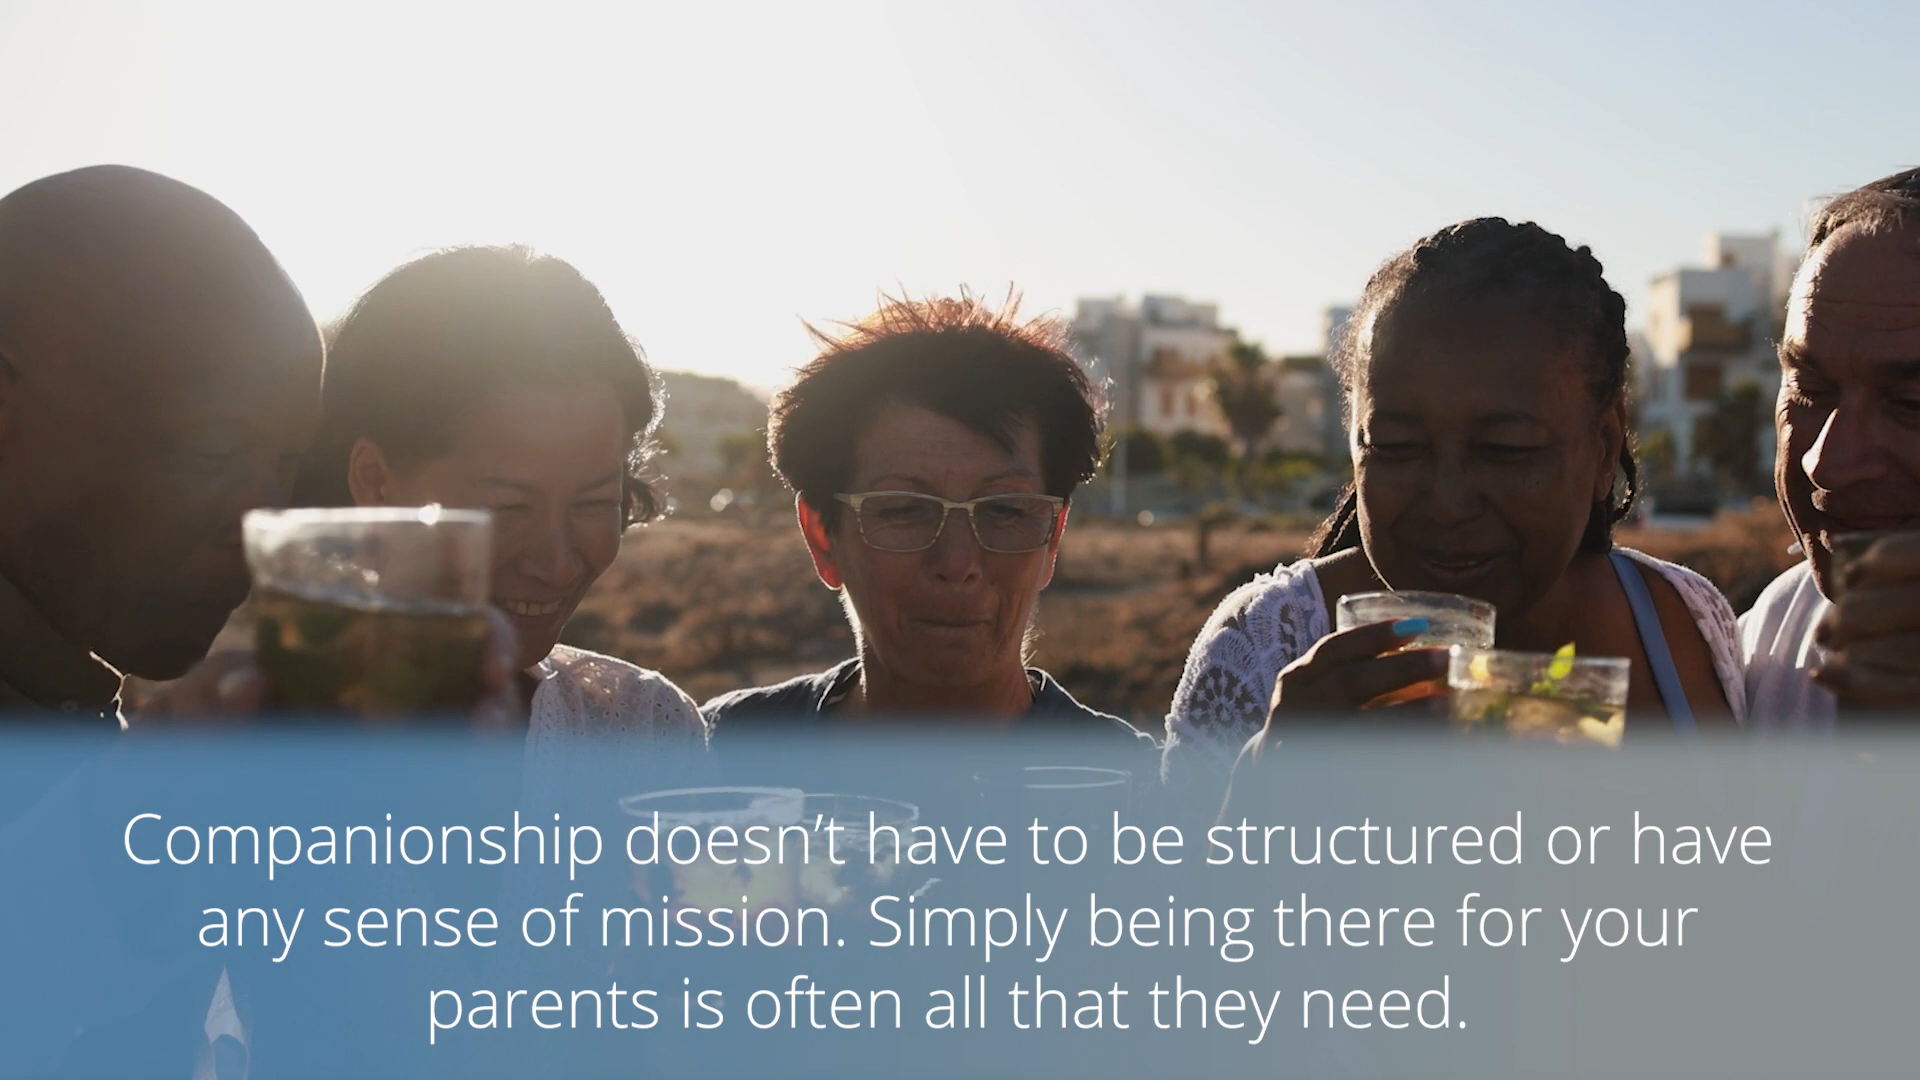 Companionship doesn’t have to be structured or have
any sense of mission. Simply being there for your
parents is often all that they need.